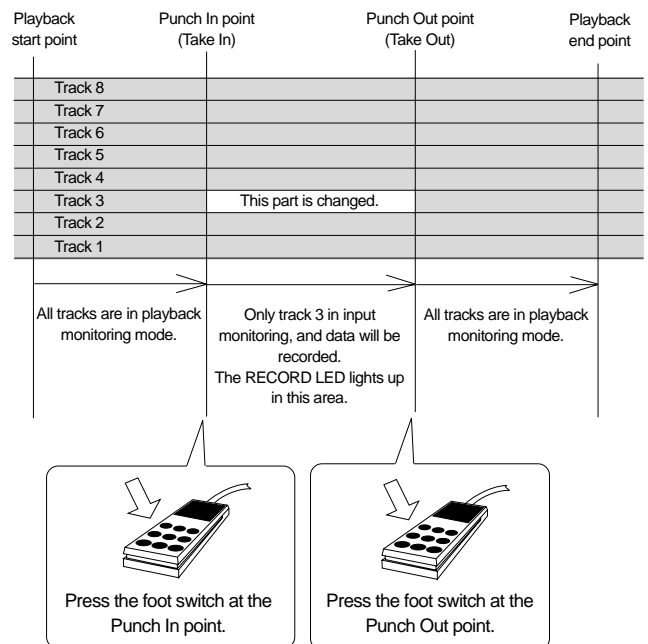 Playback
start point
Punch In point
(Take In)
Punch Out point
(Take Out)
Playback
end point
Track 8
Track 7
Track 6
Track 5
Track 4
Track 3
This part is changed.
Track 2
Track 1
All tracks are in playback
monitoring mode.
Only track 3 in input
monitoring, and data will be
recorded.
The RECORD LED lights up
in this area.
All tracks are in playback
monitoring mode.
Press the foot switch at the
Punch In point.
Press the foot switch at the
Punch Out point.